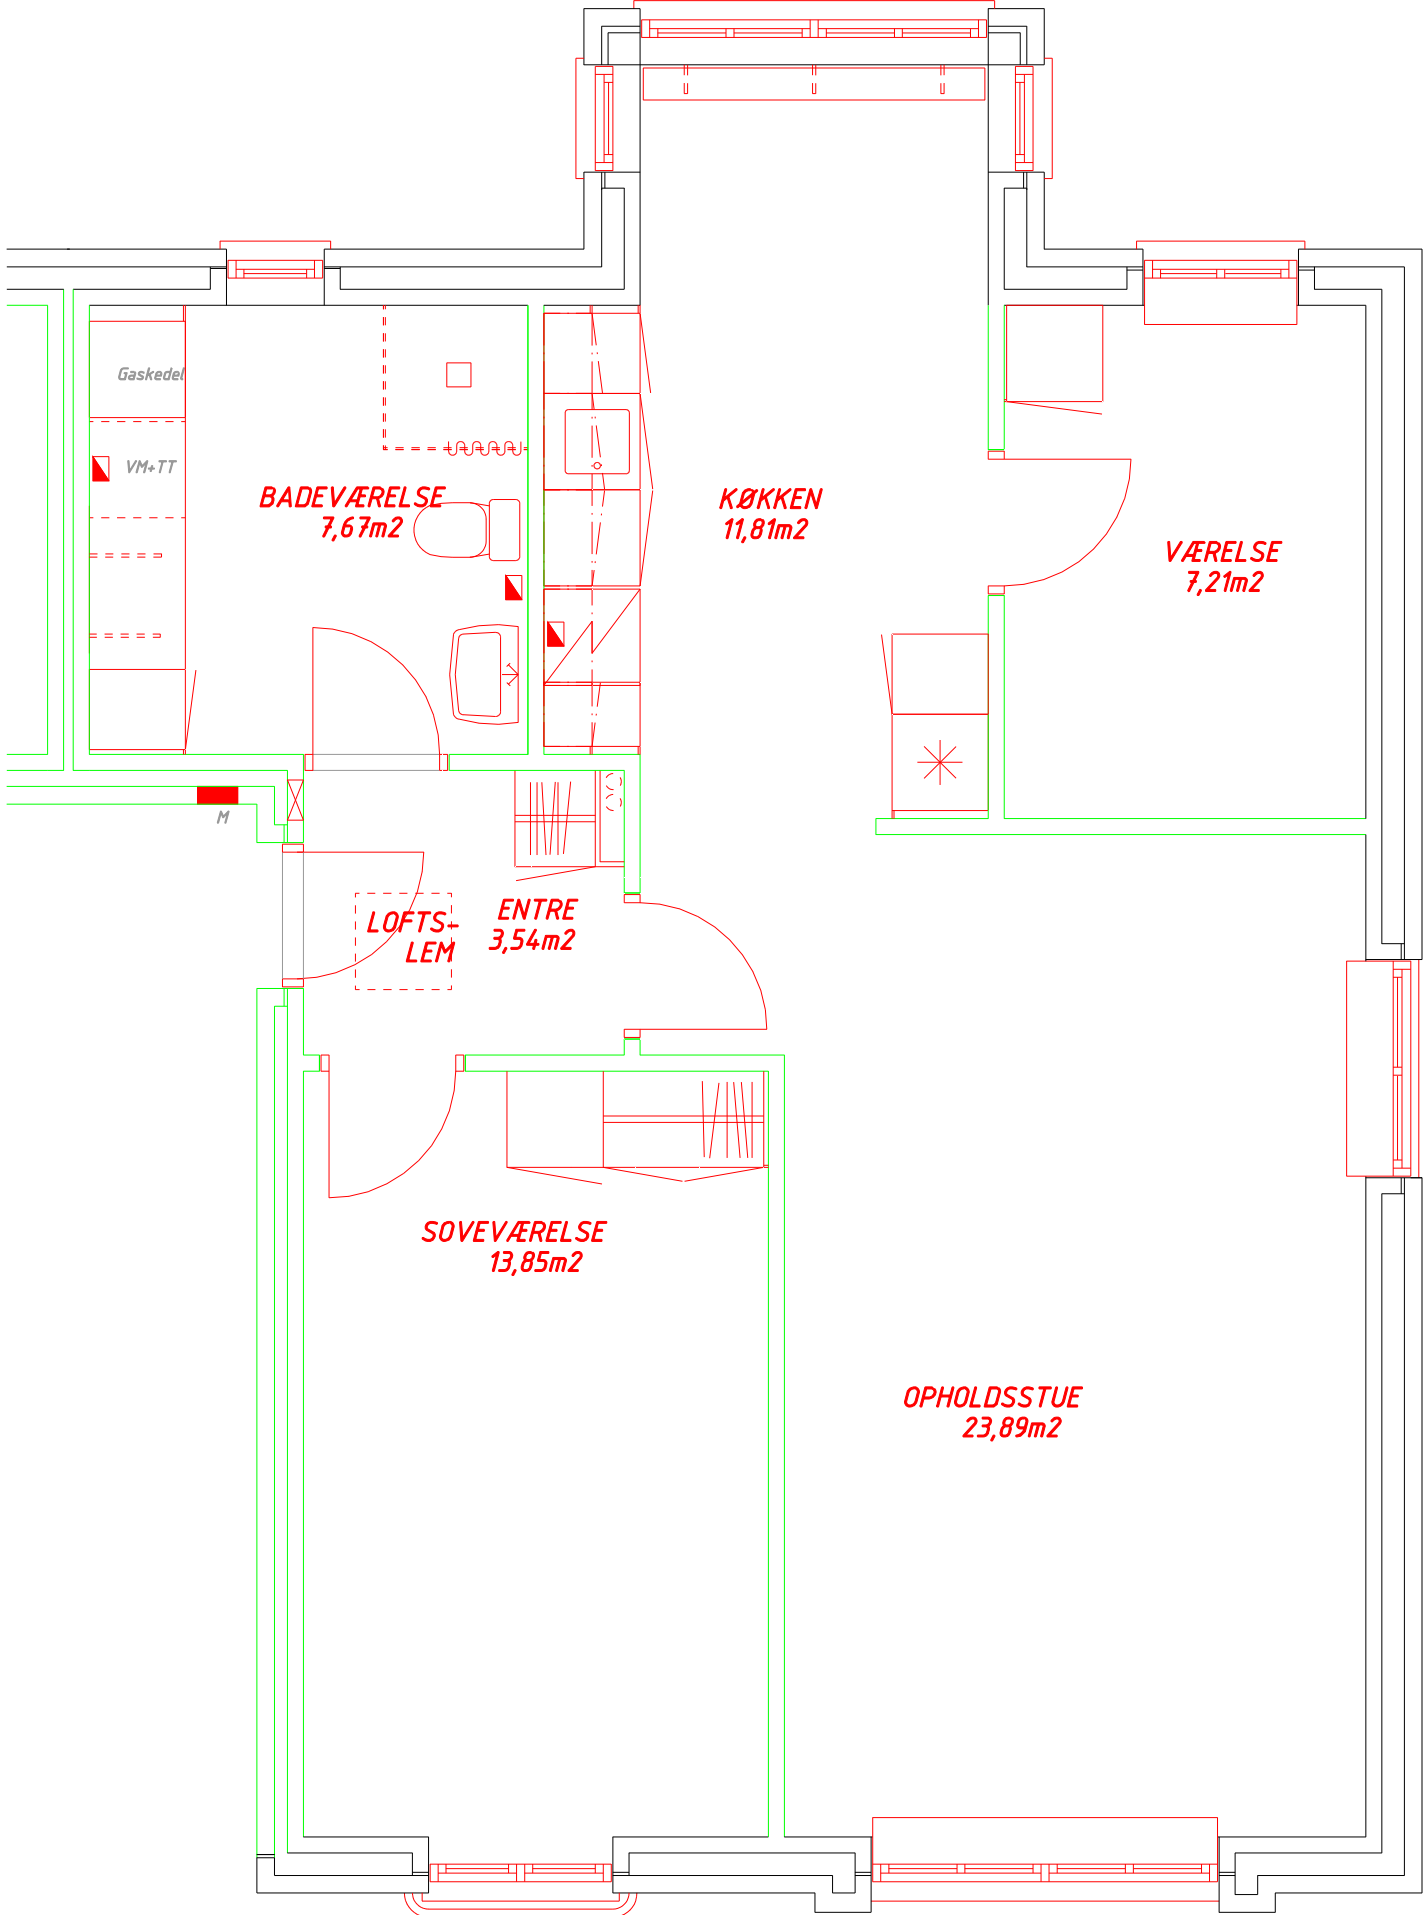 Gaskedel
VM+TT
BADEVÆRELSE
7,67m2
KØKKEN
11,81m2
VÆRELSE
7,21m2
M
LOFTS-
LEM
ENTRE
3,54m2
SOVEVÆRELSE
13,85m2
OPHOLDSSTUE
23,89m2